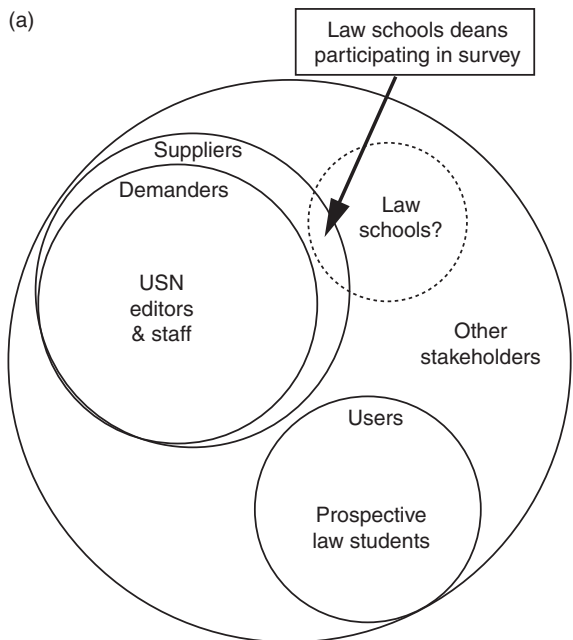 (a)
Law schools deans
participating in survey
Suppliers
Demanders
Law
schools?
USN
editors
& staff
Other
stakeholders
Users
Prospective
law students